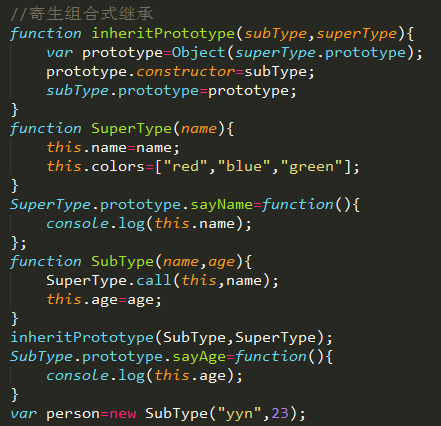 //寄生组合式继承
function inheritPrototype(subType,superType){
    var prototype=Object(superType.prototype);
    prototype.constructor=subType;
    subType.prototype=prototype;
}
function SuperType(name){
    this.name=name;
    this.colors=["red","blue","green"];
}
SuperType.prototype.sayName=function(){
    console.log(this.name);
};
function SubType(name,age){
    SuperType.call(this,name);
    this.age=age;
}
inheritPrototype(SubType,SuperType);
SubType.prototype.sayAge=function(){
    console.log(this.age);
}
var person=new SubType("yyn",23);